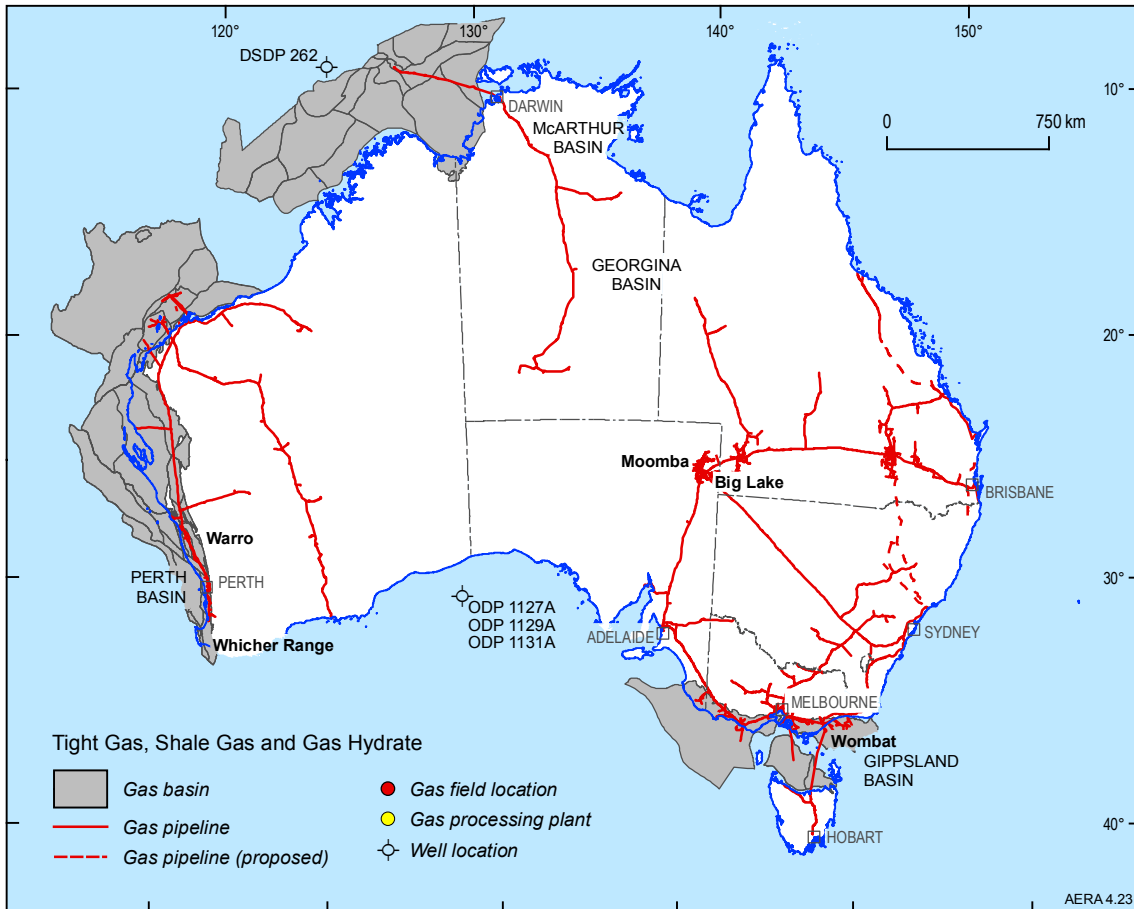 120°
130°
140°
150°
DSDP 262
10°
DARWIN
McARTHUR
BASIN
0
750 km
GEORGINA
BASIN
20°
Moomba
Big Lake
BRISBANE
Warro
PERTH
BASIN
PERTH
30°
ODP 1127A
ODP 1129A
ODP 1131A
ADELAIDE
SYDNEY
Whicher Range
MELBOURNE
Wombat
GIPPSLAND
BASIN
Tight Gas, Shale Gas and Gas Hydrate
Gas basin
Gas pipeline
Gas pipeline (proposed)
Gas field location
Gas processing plant
Well location
40°
HOBART
AERA 4.23